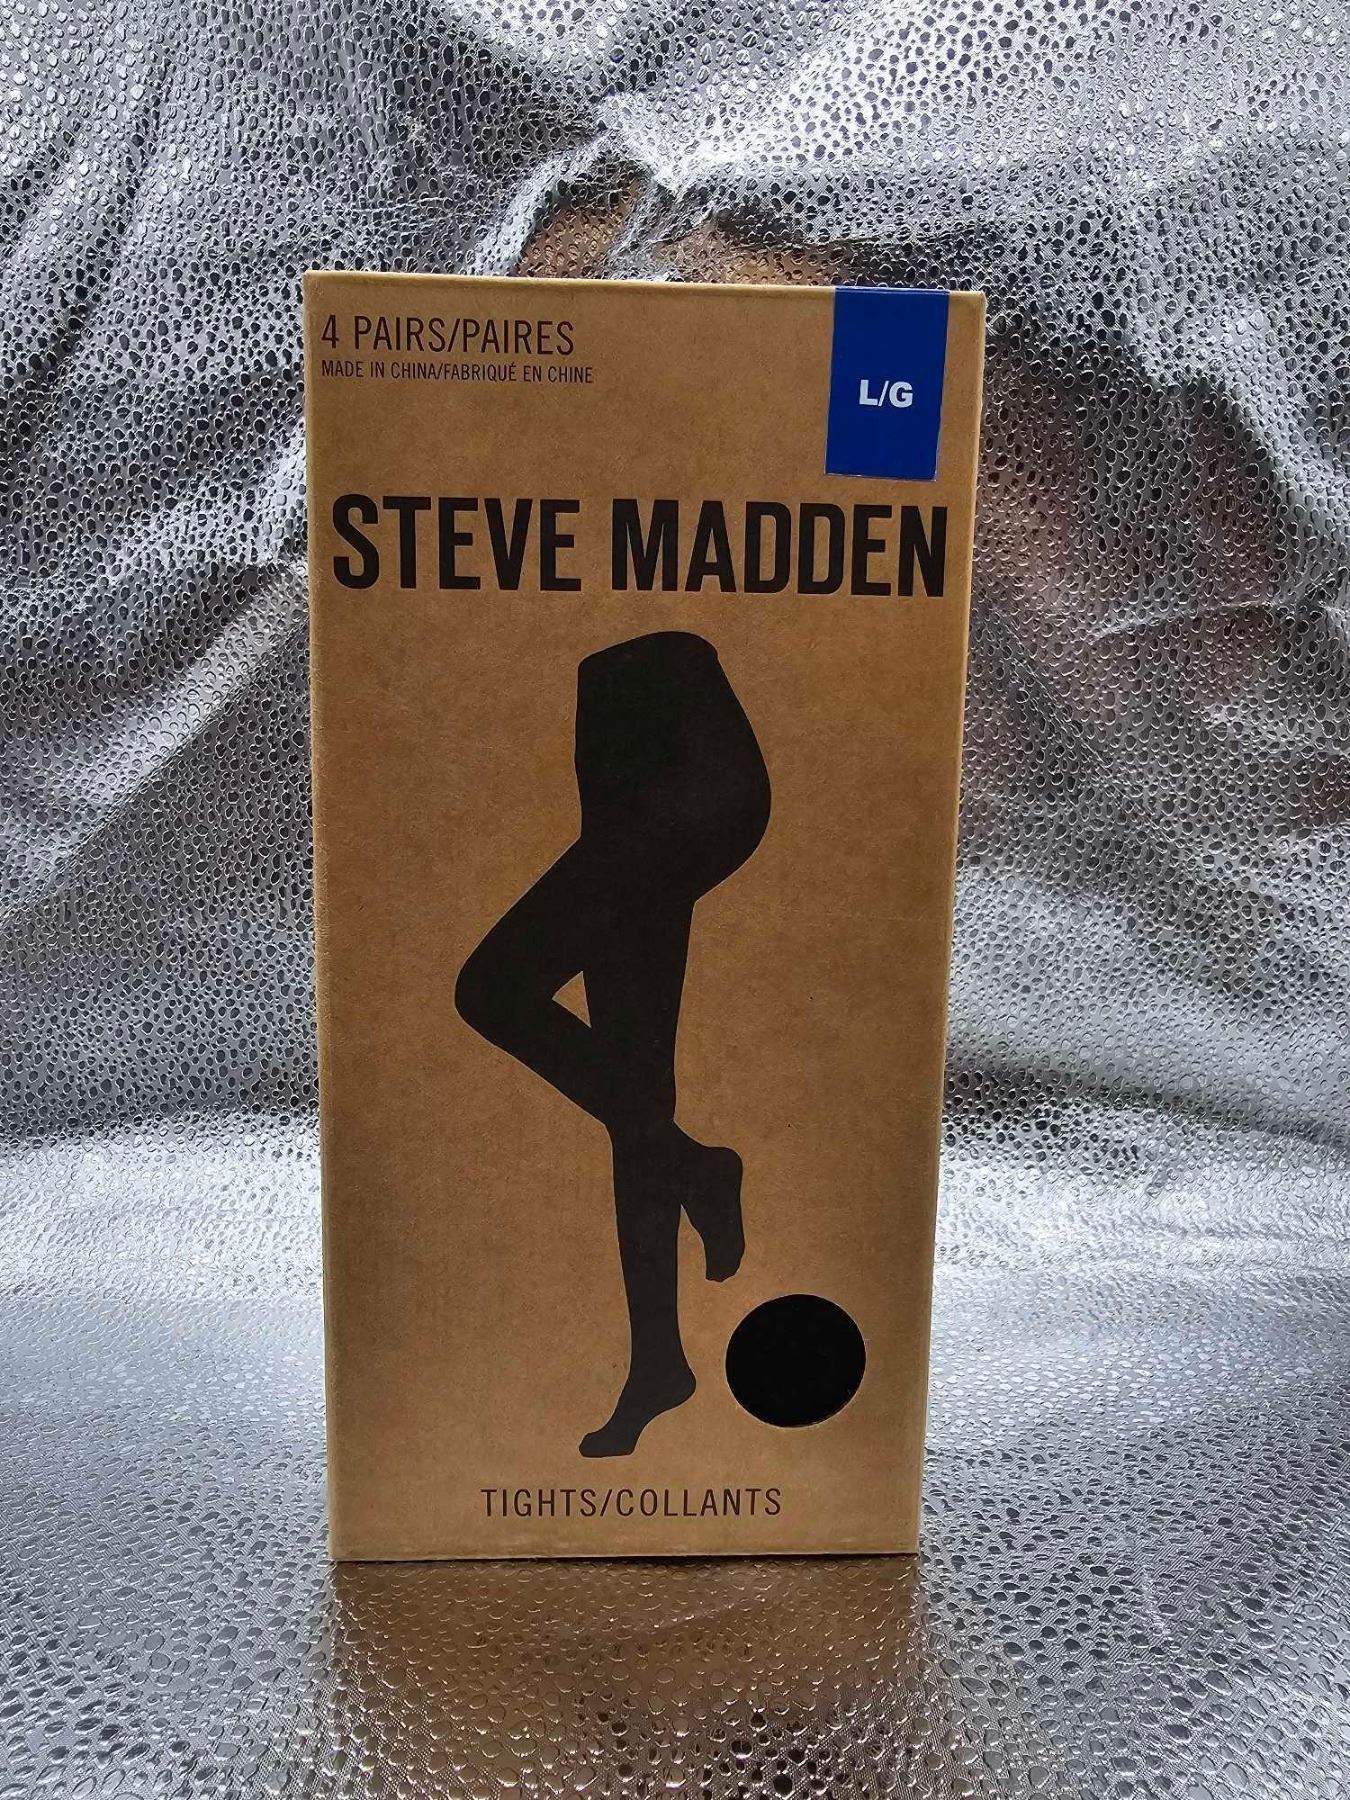 4 PAIRS/PAIRES
MADE IN CHINA/FABRIQUÉ EN CHINE
L/G
STEVE MADDEN
TIGHTS/COLLANTS